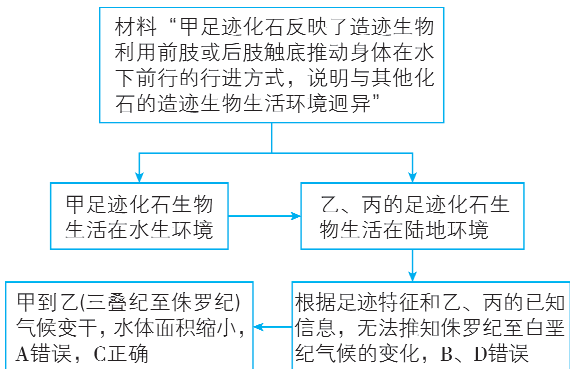 材料“甲足迹化石反映了造迹生物
利用前肢或后肢触底推动身体在水
下前行的行进方式，说明与其他化
石的造迹生物生活环境迥异”
甲足迹化石生物
生活在水生环境
乙、丙的足迹化石生
物生活在陆地环境
甲到乙(三叠纪至侏罗纪)
气候变干，水体面积缩小，
A错误，C正确
根据足迹特征和乙、丙的已知
信息，无法推知侏罗纪至白垩
纪气候的变化，B、D错误